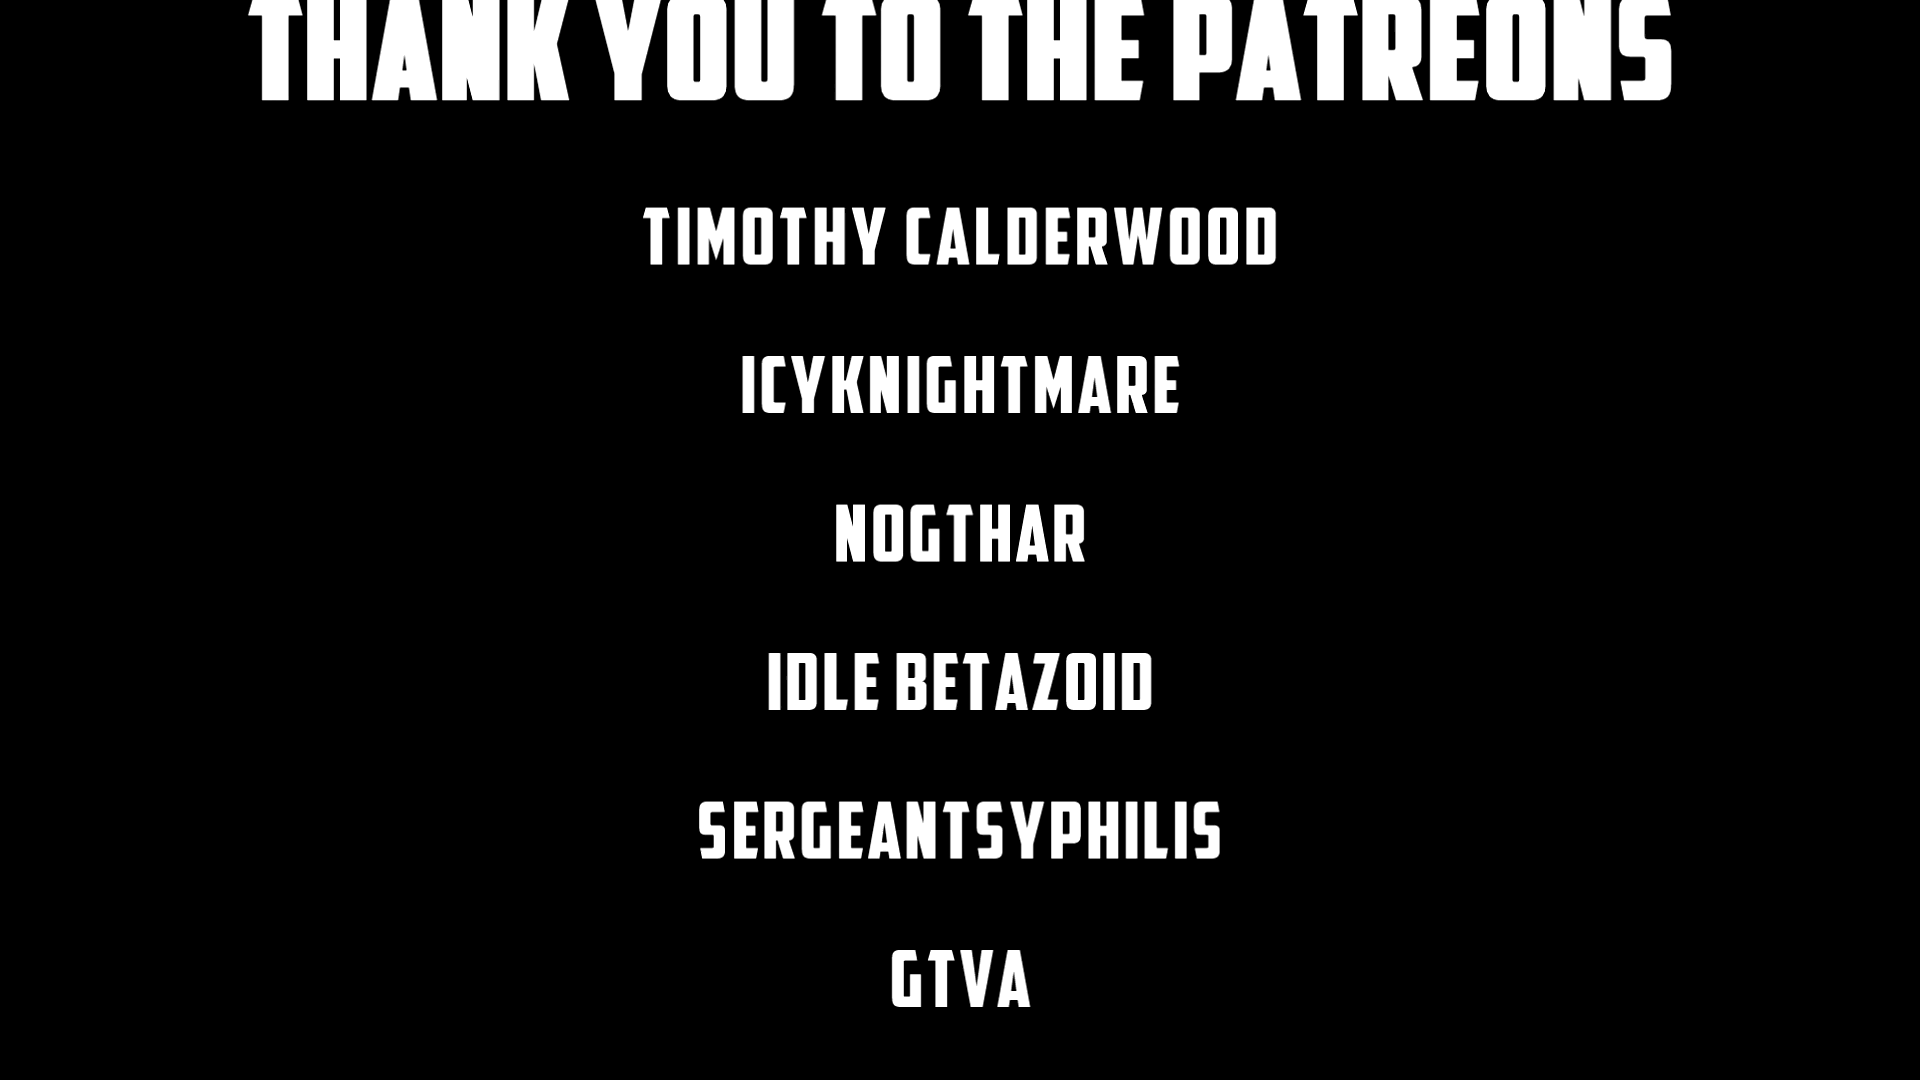 THANK YOU TO THE PATREONS
TIMOTHY CALDERWOOD
ICYKNIGHTMARE
NOGTHAR
IDLE BETAZOID
SERGEANTSYPHILIS
GTVA